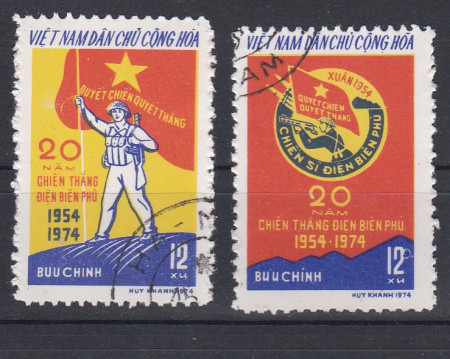 VIỆT NAM DÂN CHỦ CỘNG HÒA
QUYẾT CHIẾN QUYẾT THẮNG
20
NĂM
CHIẾN THẮNG
ĐIỆN BIÊN PHỦ
1954
1974
12
XU
BƯU CHÍNH
HUY KHÁNH 1974
VIỆT NAM DÂN CHỦ CỘNG HÒA
NAM
XUÂN 1954
QUYẾT CHIẾN
QUYẾT THẮNG
CHIẾN SĨ ĐIỆN BIÊN PHỦ
20
NĂM
CHIẾN THẮNG ĐIỆN BIÊN PHỦ
1954-1974
12
XU
BƯU CHÍNH
HUY KHÁNH 1974